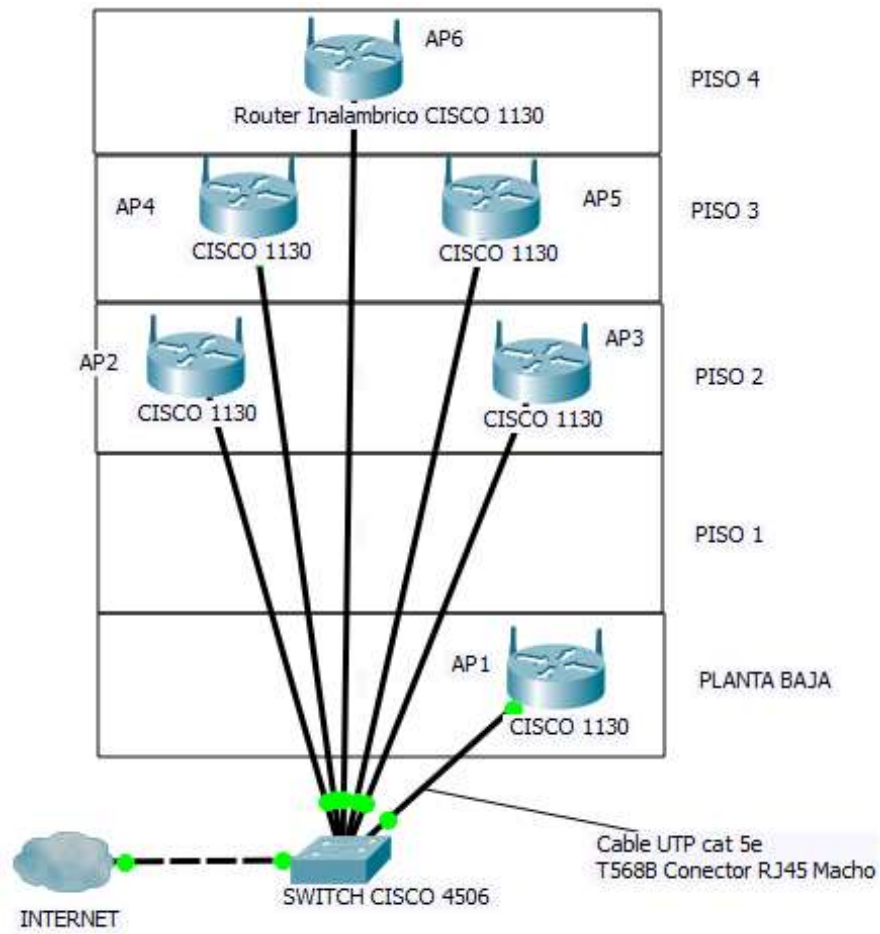 AP6
PISO 4
Router Inalambrico CISCO 1130
AP4
AP5
PISO 3
CISCO 1130
CISCO 1130
AP2
AP3
PISO 2
CISCO 1130
CISCO 1130
PISO 1
AP1
PLANTA BAJA
CISCO 1130
Cable UTP cat 5e
T568B Conector RJ45 Macho
SWITCH CISCO 4506
INTERNET